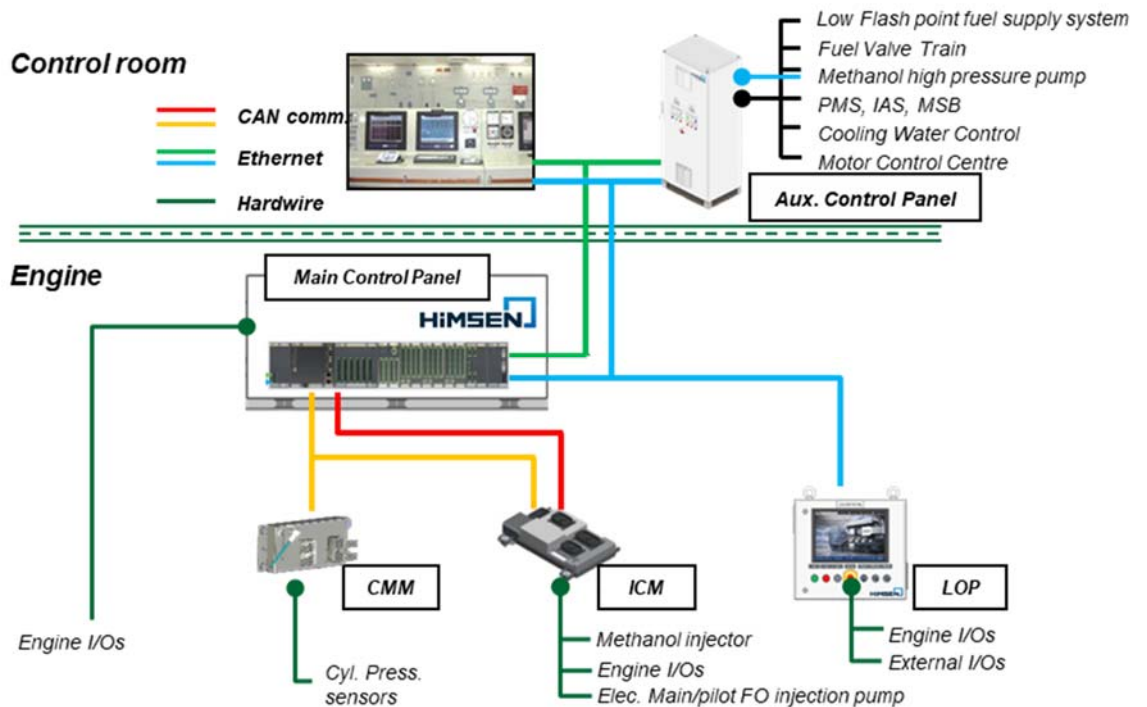 Control room
CAN comm.
Ethernet
Hardwire
Low Flash point fuel supply system
Fuel Valve Train
Methanol high pressure pump
PMS, IAS, MSB
Cooling Water Control
Motor Control Centre
Aux. Control Panel
Engine
Main Control Panel
HiMSEN
CMM
ICM
LOP
HiMSEN
Engine I/Os
Cyl. Press.
sensors
Methanol injector
Engine I/Os
Elec. Main/pilot FO injection pump
Engine I/Os
External I/Os